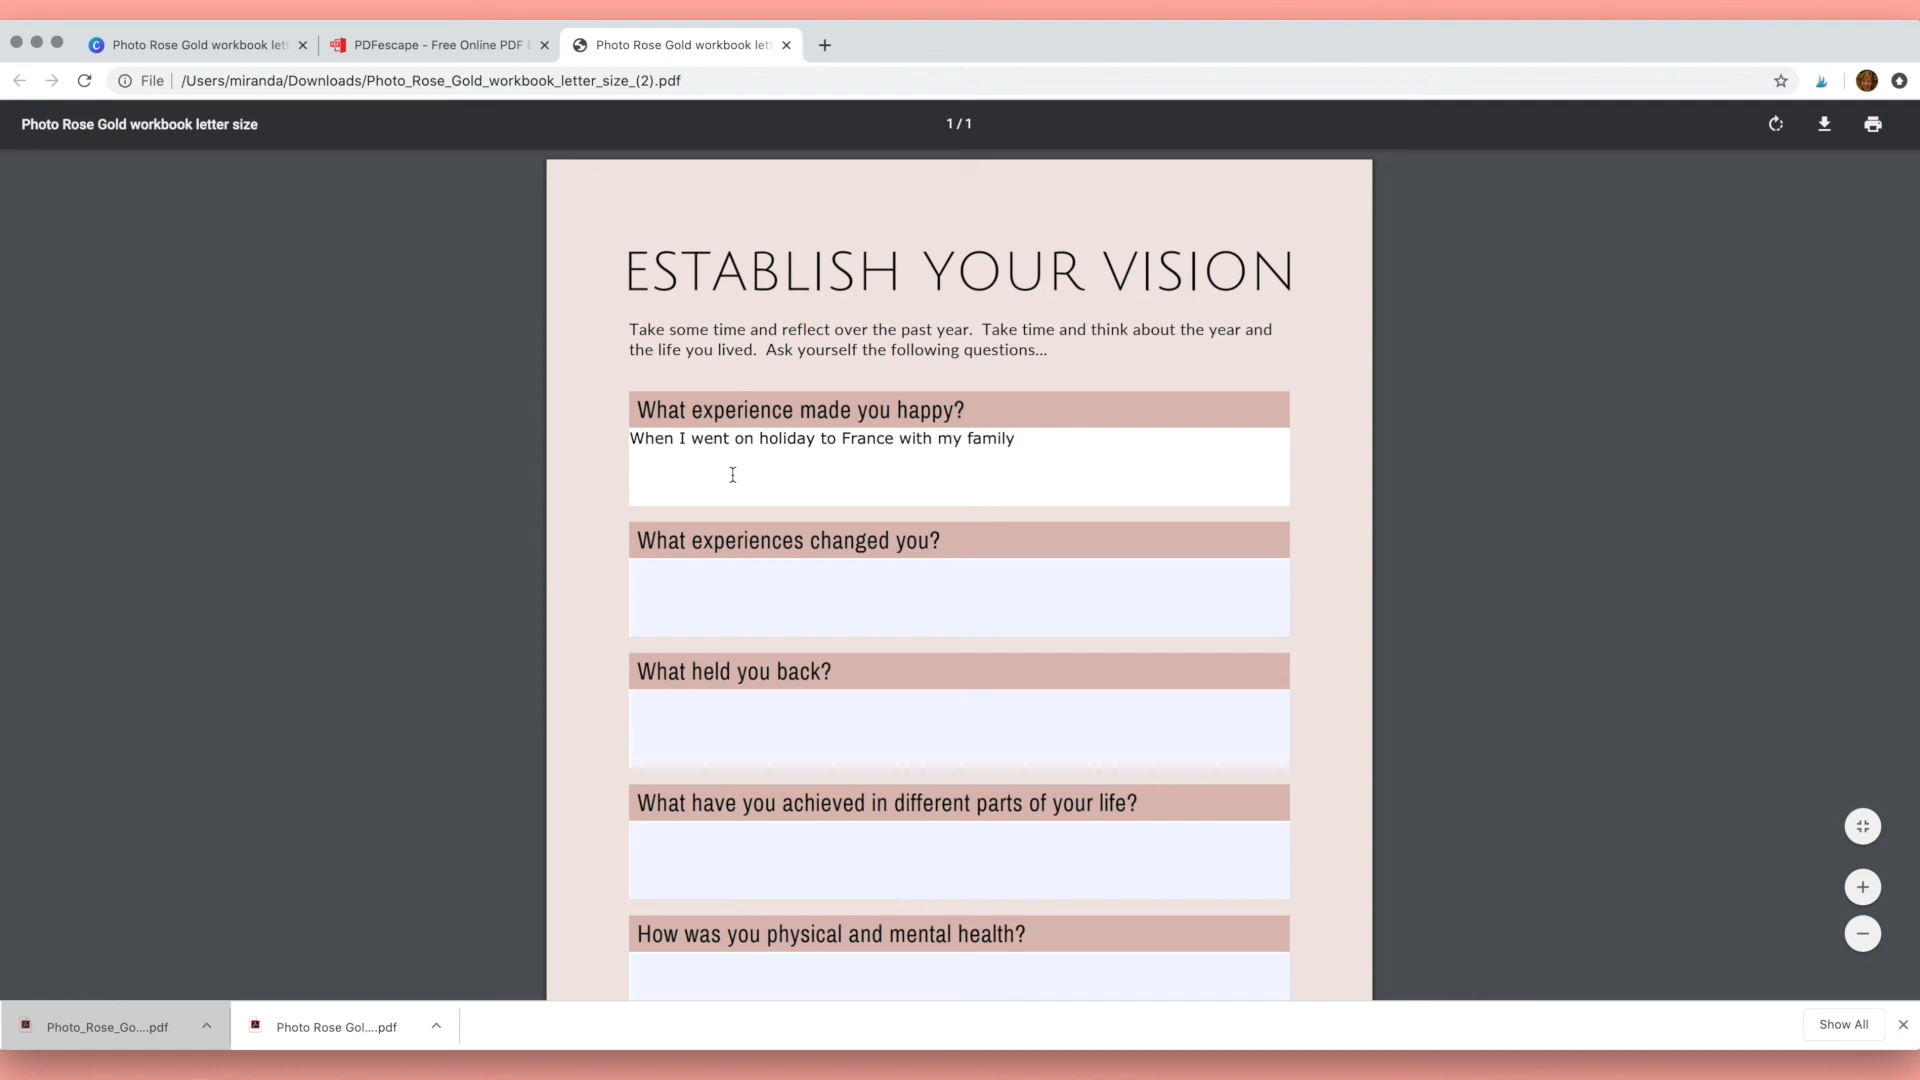 Photo Rose Gold workbook lett
PDFescape - Free Online PDF E
Photo Rose Gold workbook lett
File
/Users/miranda/Downloads/Photo_Rose_Gold_workbook_letter_size_(2).pdf
Photo Rose Gold workbook letter size
1 / 1
ESTABLISH YOUR VISION
Take some time and reflect over the past year. Take time and think about the year and
the life you lived. Ask yourself the following questions...
What experience made you happy?
When I went on holiday to France with my family
What experiences changed you?
What held you back?
What have you achieved in different parts of your life?
How was you physical and mental health?
Photo_Rose_Go....pdf
Photo Rose Gol....pdf
Show All